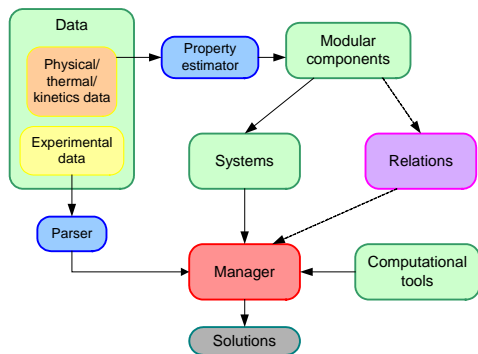 Data
Physical/
thermal/
kinetics data
Experimental
data
Property
estimator
Modular
components
Systems
Relations
Parser
Manager
Computational
tools
Solutions